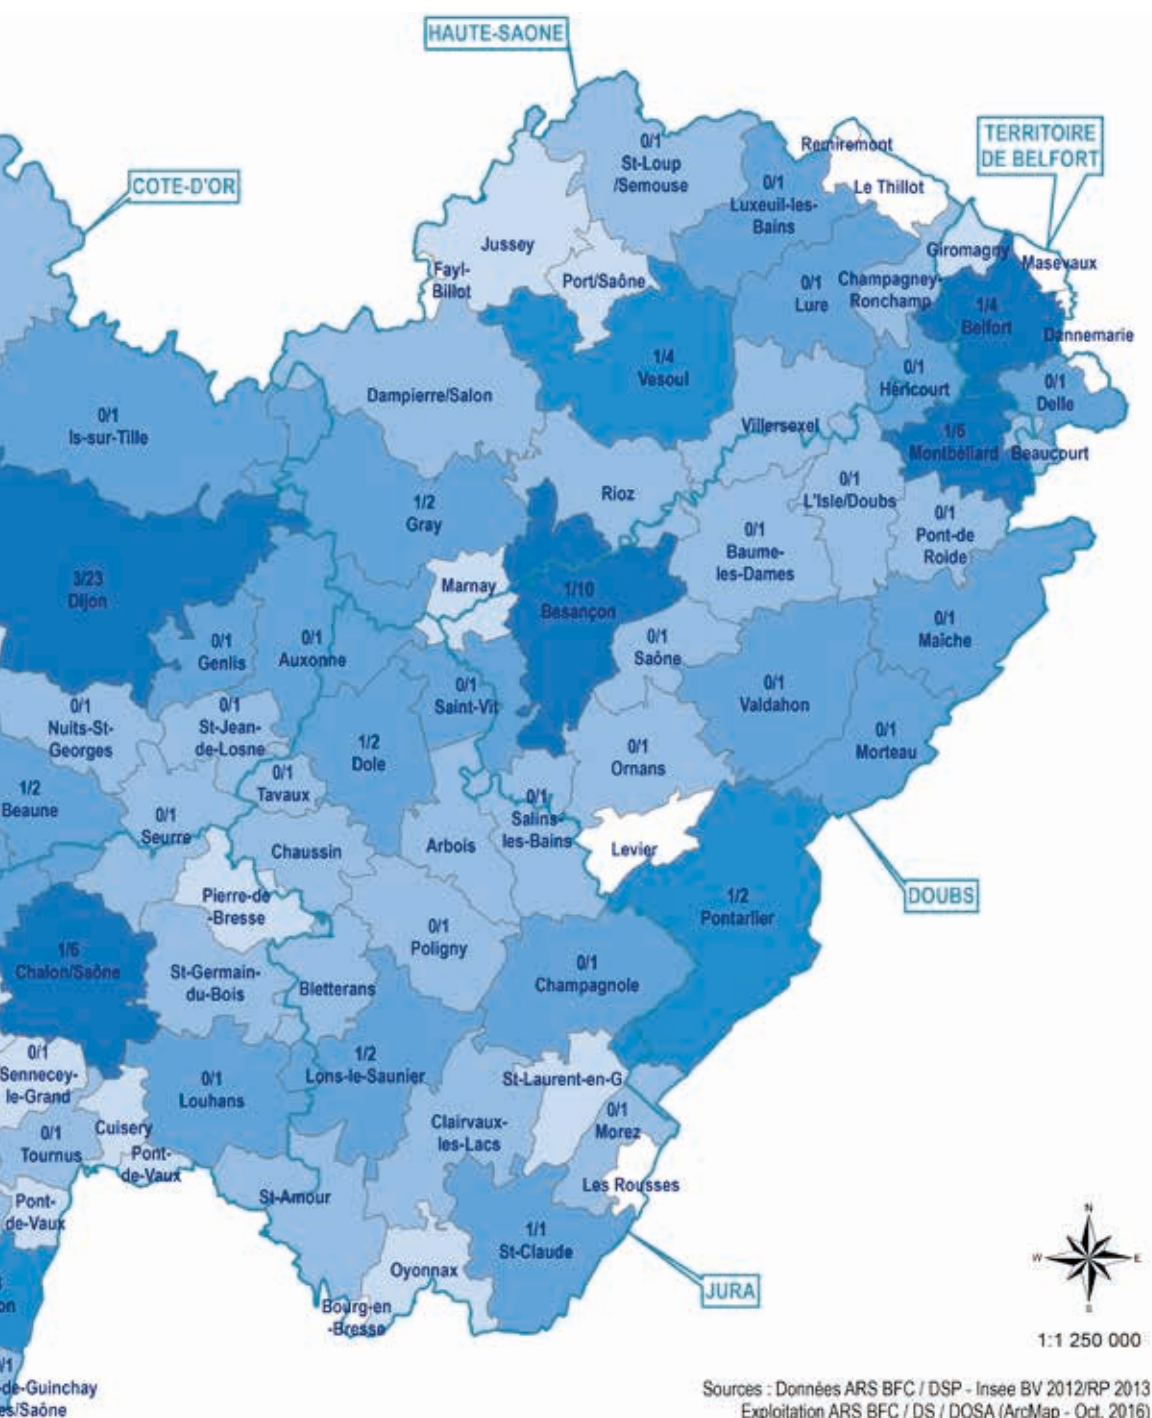 HAUTE-SAONE
TERRITOIRE
DE BELFORT
COTE-D'OR
0/1
St-Loup
/Semouse
Remiremont
Le Thillot
0/1
Luxeuil-les-
Bains
Jussey
Fayl-
Billot
Port/Saône
Giromagny
Masevaux
0/1
Lure
Champagney-
Ronchamp
1/4
Belfort
Dannemarie
1/4
Vesoul
0/1
Héricourt
0/1
Delle
Dampierre/Salon
0/1
Is-sur-Tille
Villersexel
1/6
Montbéliard
Beaucourt
Rioz
0/1
L'Isle/Doubs
1/2
Gray
0/1
Pont-de
Roide
0/1
Baume-
les-Dames
3/23
Dijon
Marnay
1/10
Besançon
0/1
Genlis
0/1
Auxonne
0/1
Saône
0/1
Maîche
0/1
Saint-Vit
0/1
Valdahon
0/1
Nuits-St-
Georges
0/1
St-Jean-
de-Losne
1/2
Dole
0/1
Ornans
0/1
Morteau
0/1
Tavaux
1/2
Beaune
0/1
Seurre
0/1
Salins-
les-Bains
Chaussin
Arbois
Levier
DOUBS
Pierre-de
-Bresse
1/2
Pontarlier
0/1
Poligny
1/6
Chalon/Saône
St-Germain-
du-Bois
Bletterans
0/1
Champagnole
0/1
Sennecey-
le-Grand
0/1
Louhans
1/2
Lons-le-Saunier
St-Laurent-en-G
0/1
Morez
Cuisery
Clairvaux-
les-Lacs
0/1
Tournus
Pont-
de-Vaux
Les Rousses
St-Amour
Pont-
de-Vaux
1/1
St-Claude
Oyonnax
JURA
Bourg-en
-Bresse
on
0/1
-de-Guinchay
es/Saône
N
W
E
S
1:1 250 000
Sources : Données ARS BFC / DSP - Insee BV 2012/RP 2013
Exploitation ARS BFC / DS / DOSA (ArcMap - Oct. 2016)